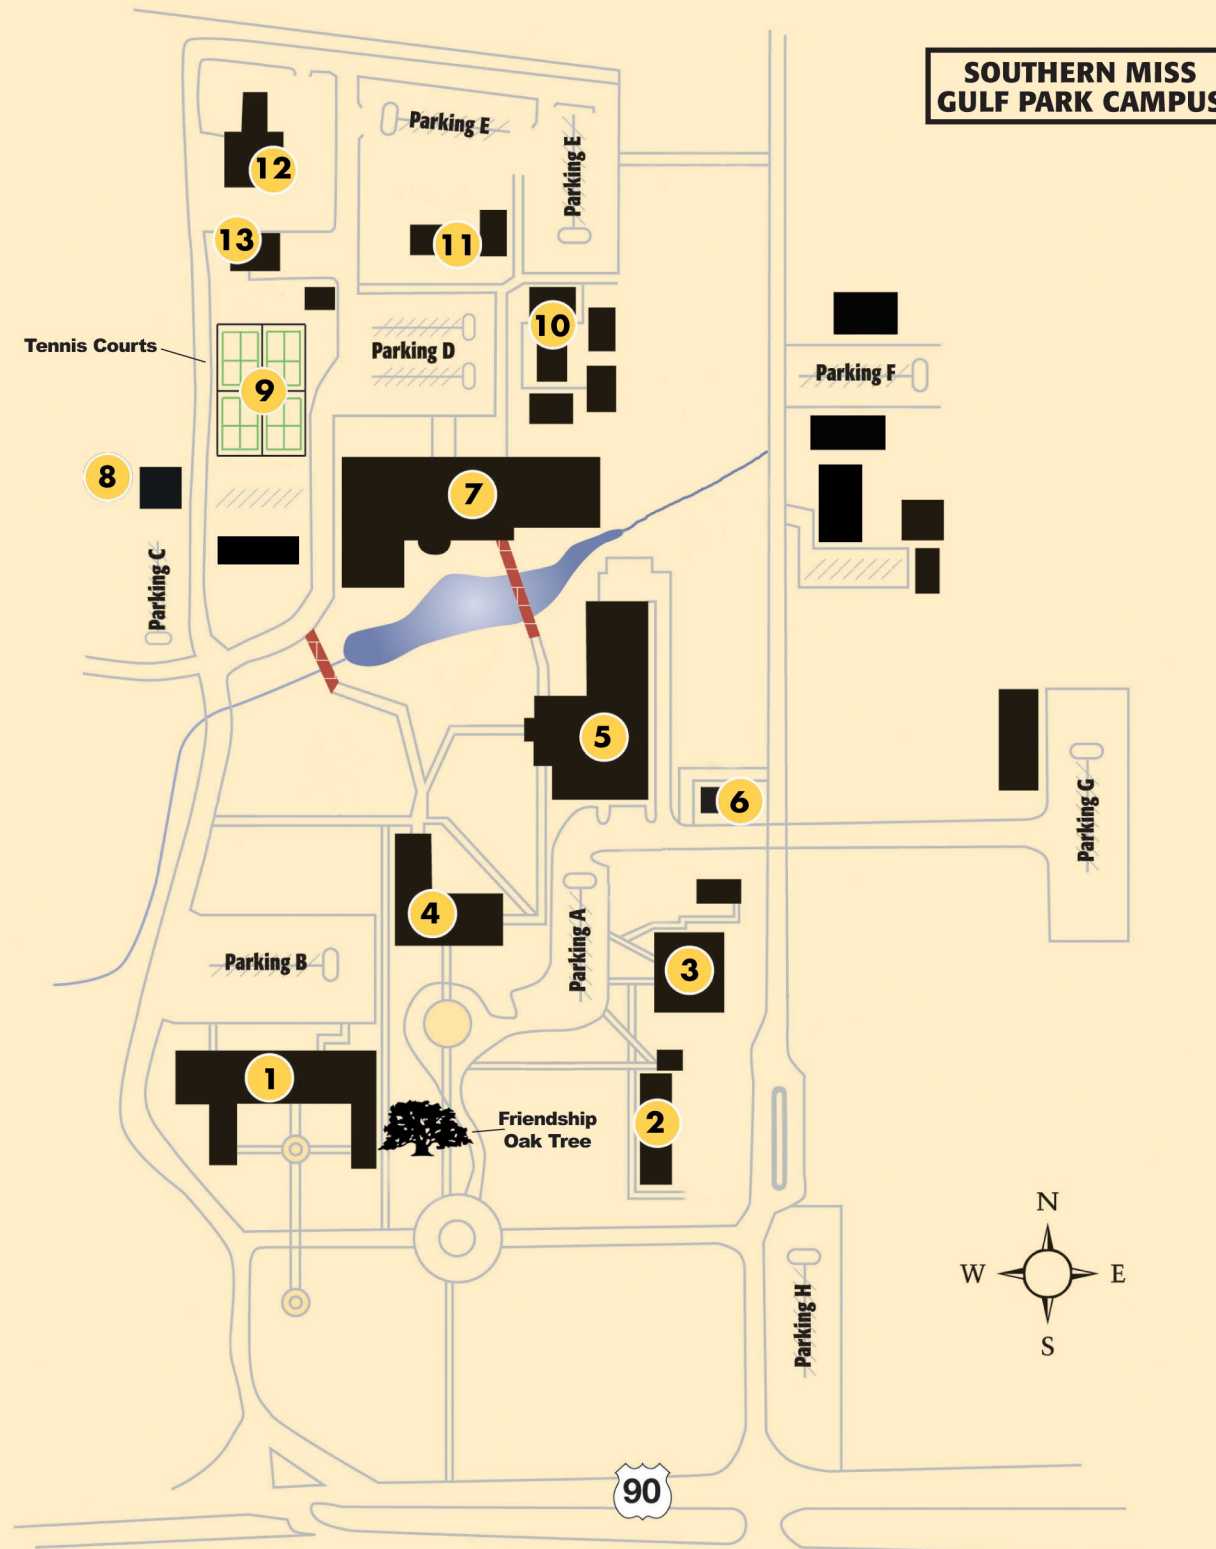 SOUTHERN MISS
GULF PARK CAMPUS
Parking E
Parking E
12
13
11
10
Tennis Courts
Parking D
Parking F
9
8
7
Parking C
5
6
Parking G
4
Parking A
Parking B
3
1
Friendship
Oak Tree
2
N
W
E
S
Parking H
90